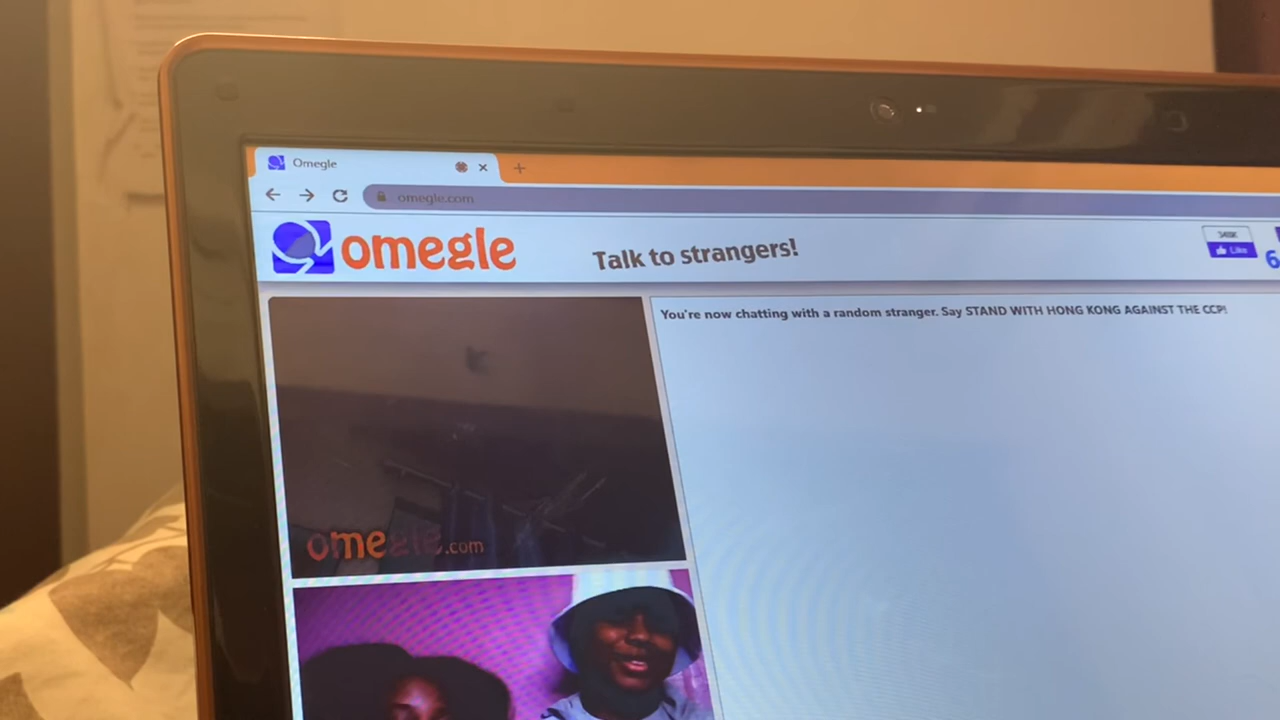 Omegle
omegle.com
omegle
Talk to strangers!
Like
6
You're now chatting with a random stranger. Say STAND WITH HONG KONG AGAINST THE CCP!
omegle.com